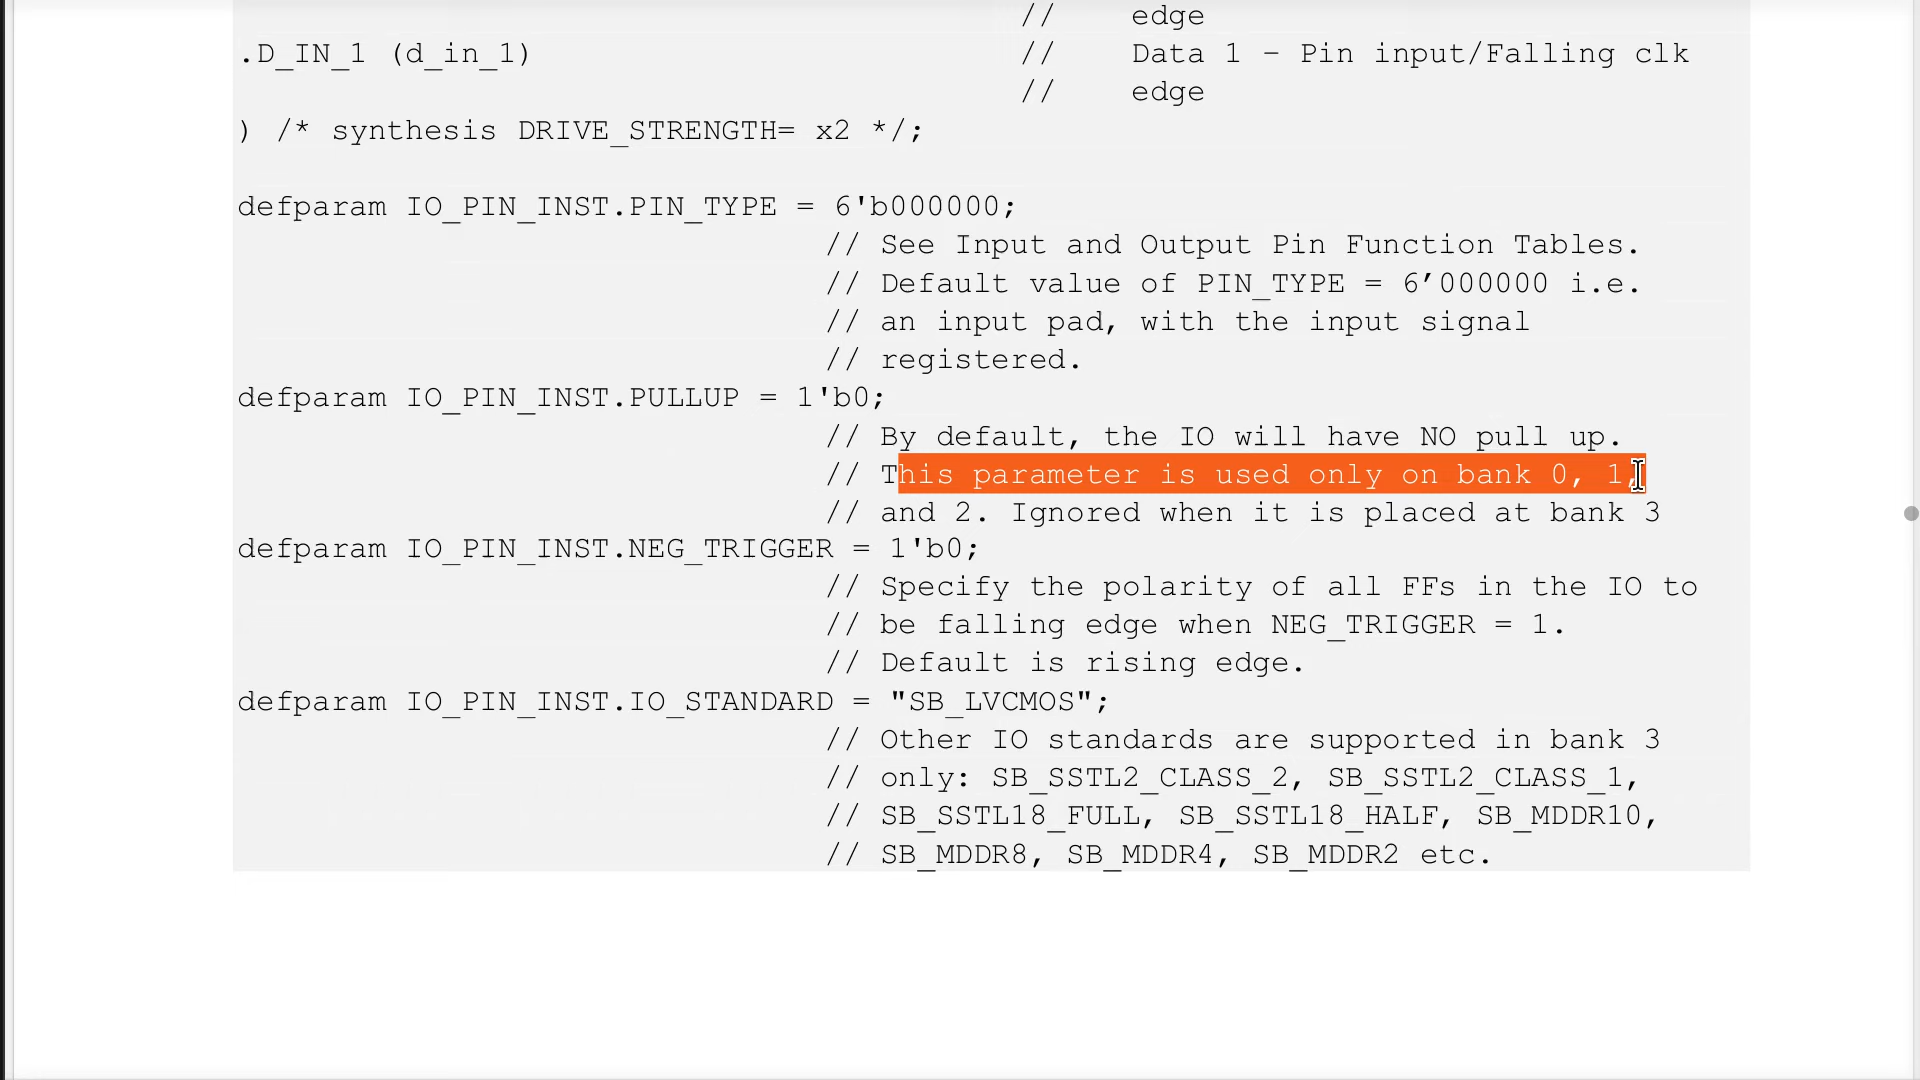 // edge
.D_IN_1 (d_in_1) // Data 1 – Pin input/Falling clk
// edge
) /* synthesis DRIVE_STRENGTH= x2 */;
defparam IO_PIN_INST.PIN_TYPE = 6'b000000;
// See Input and Output Pin Function Tables.
// Default value of PIN_TYPE = 6’000000 i.e.
// an input pad, with the input signal
// registered.
defparam IO_PIN_INST.PULLUP = 1'b0;
// By default, the IO will have NO pull up.
// This parameter is used only on bank 0, 1,
// and 2. Ignored when it is placed at bank 3
defparam IO_PIN_INST.NEG_TRIGGER = 1'b0;
// Specify the polarity of all FFs in the IO to
// be falling edge when NEG_TRIGGER = 1.
// Default is rising edge.
defparam IO_PIN_INST.IO_STANDARD = "SB_LVCMOS";
// Other IO standards are supported in bank 3
// only: SB_SSTL2_CLASS_2, SB_SSTL2_CLASS_1,
// SB_SSTL18_FULL, SB_SSTL18_HALF, SB_MDDR10,
// SB_MDDR8, SB_MDDR4, SB_MDDR2 etc.